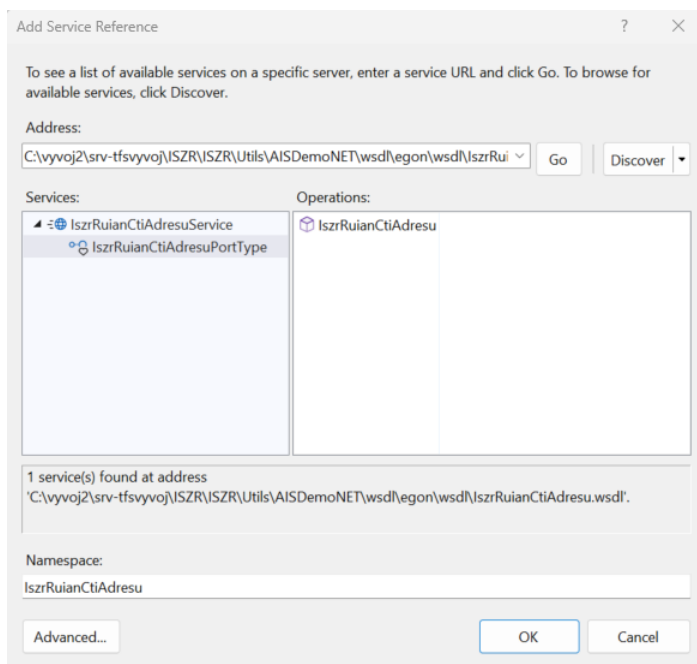 Add Service Reference
To see a list of available services on a specific server, enter a service URL and click Go. To browse for
available services, click Discover.
Address:
C:\vyvoj2\srv-tfsvyvoj\ISZR\ISZR\Utils\AISDemoNET\wsdl\egon\wsdl\IszrRui
Go
Discover
Services:
Operations:
IszrRuianCtiAdresuService
IszrRuianCtiAdresu
IszrRuianCtiAdresuPortType
1 service(s) found at address
'C:\vyvoj2\srv-tfsvyvoj\ISZR\ISZR\Utils\AISDemoNET\wsdl\egon\wsdl\IszrRuianCtiAdresu.wsdl'.
Namespace:
IszrRuianCtiAdresu
Advanced...
OK
Cancel